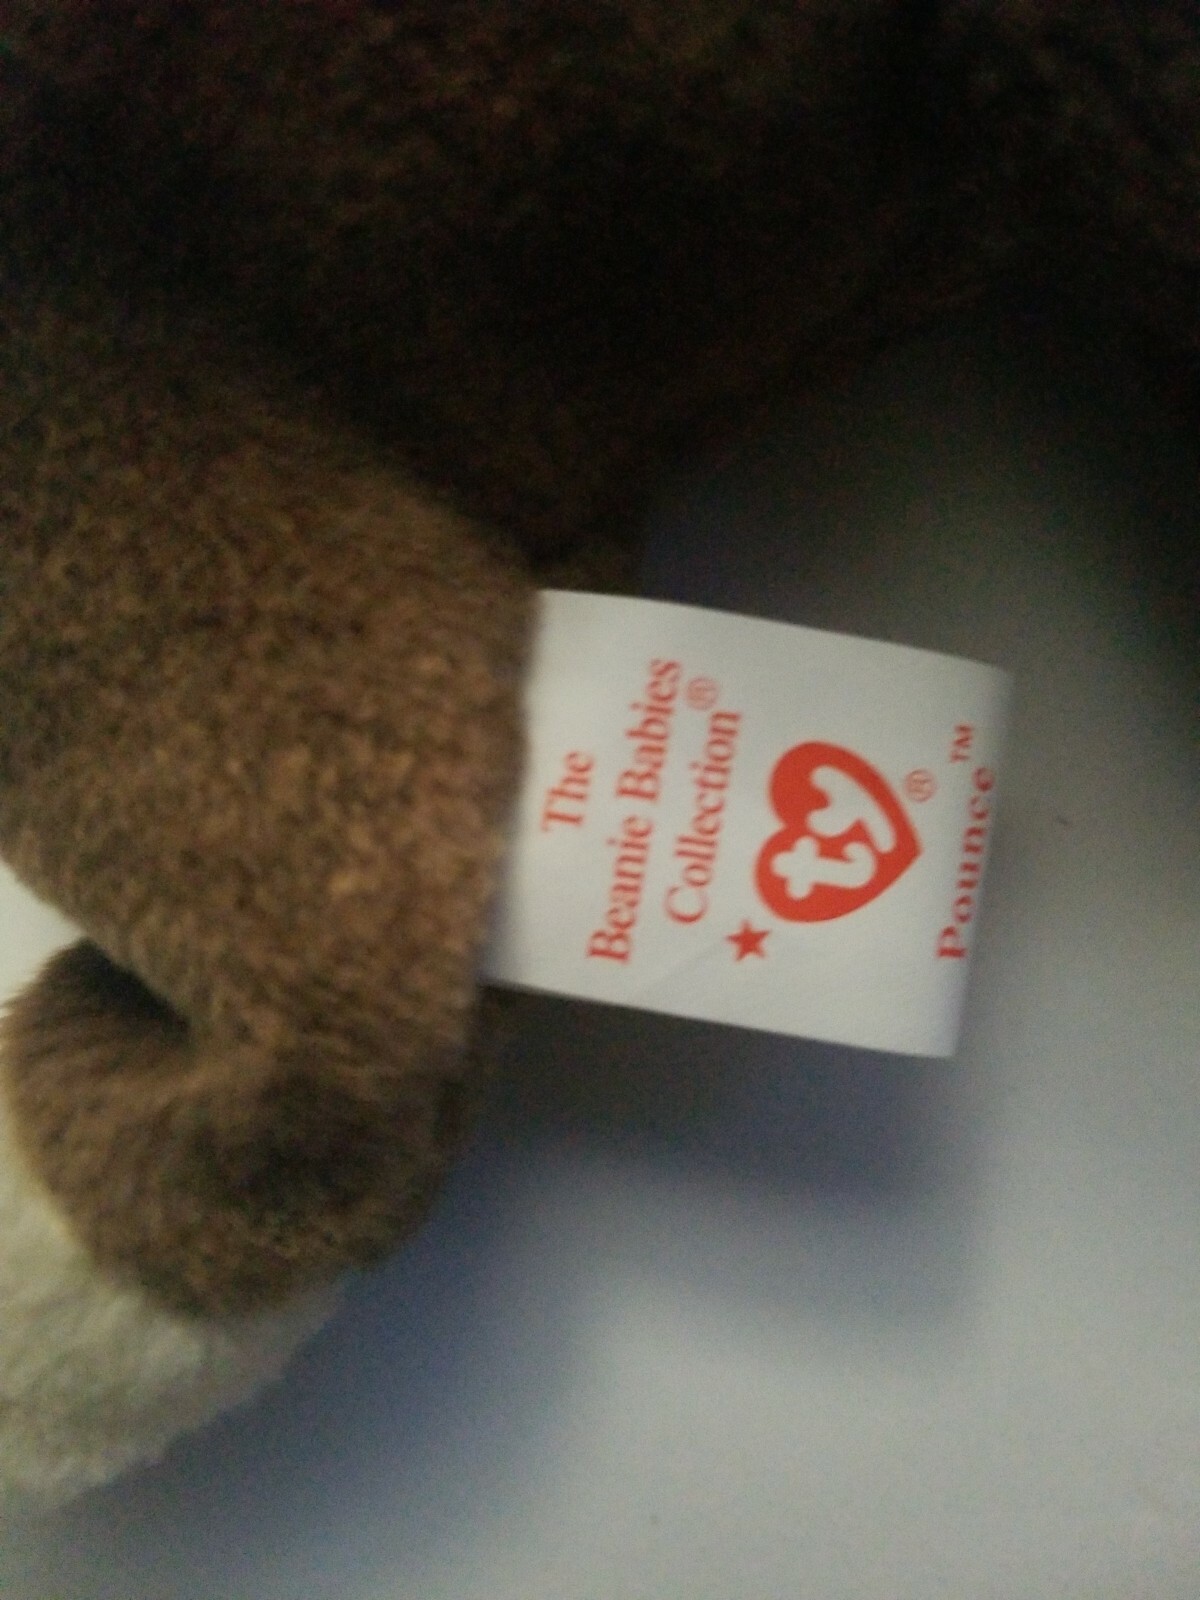 The
Beanie Babies
Collection®
★ ty®
Pounce™